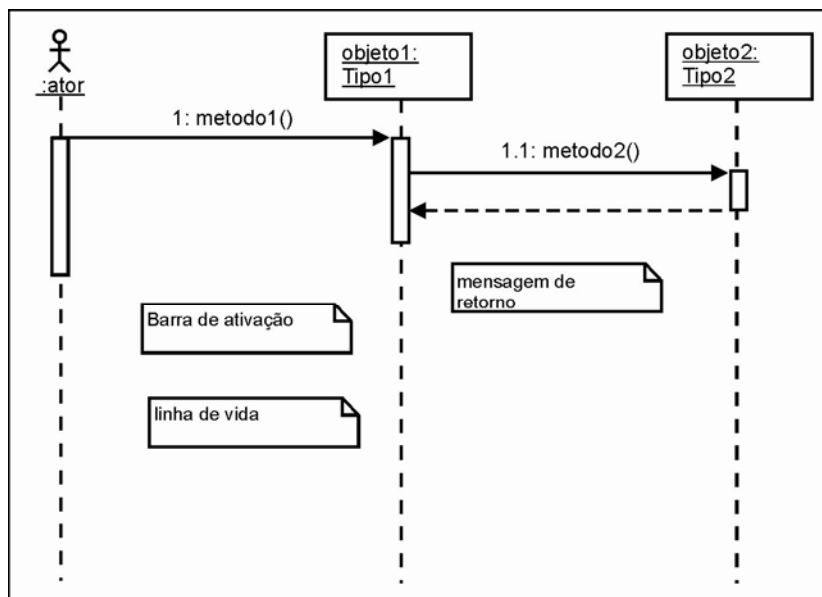 :ator
objeto1:
Tipo1
objeto2:
Tipo2
1: metodo1()
1.1: metodo2()
mensagem de
retorno
Barra de ativação
linha de vida